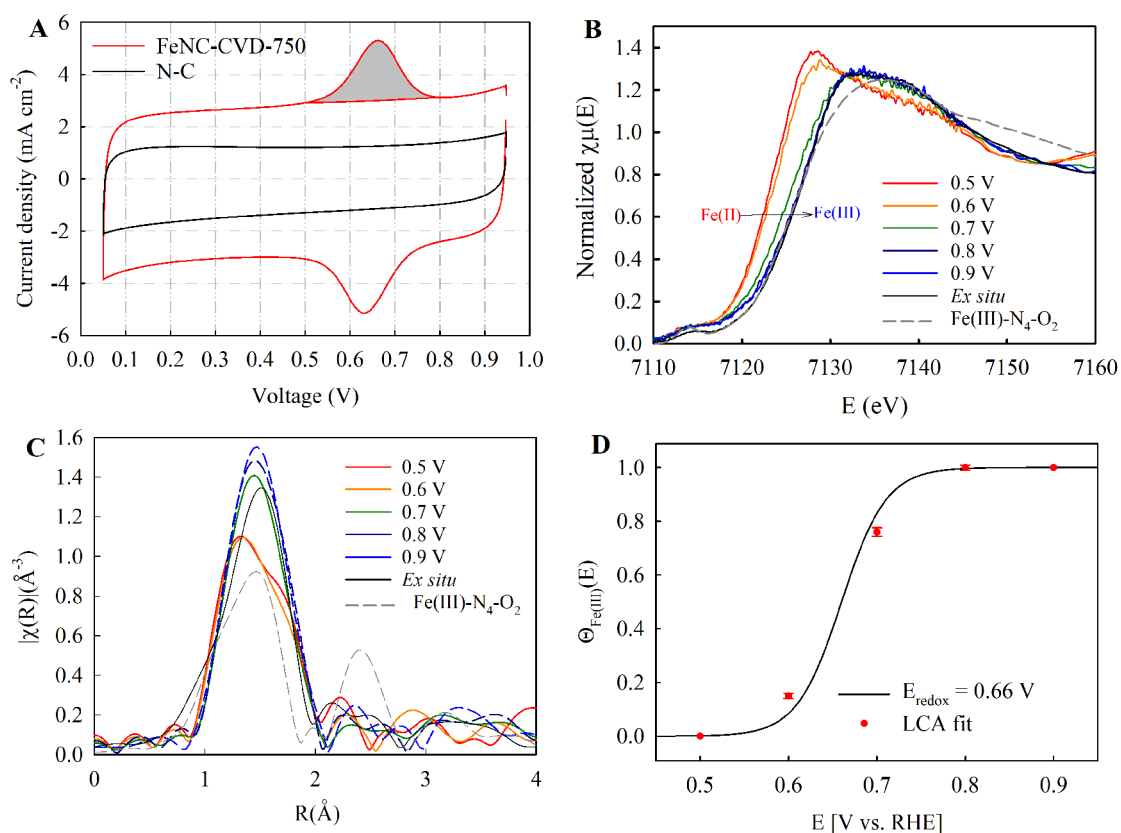 A
FeNC-CVD-750
N-C
Current density (mA cm⁻²)
6
4
2
0
-2
-4
-6
0.0 0.1 0.2 0.3 0.4 0.5 0.6 0.7 0.8 0.9 1.0
Voltage (V)
B
Normalized χμ(E)
1.4
1.2
1.0
0.8
0.6
0.4
0.2
0.0
Fe(II) Fe(III)
0.5 V
0.6 V
0.7 V
0.8 V
0.9 V
Ex situ
Fe(III)-N₄-O₂
7110 7120 7130 7140 7150 7160
E (eV)
C
|χ(R)|(Å⁻³)
1.6
1.4
1.2
1.0
0.8
0.6
0.4
0.2
0.0
0.5 V
0.6 V
0.7 V
0.8 V
0.9 V
Ex situ
Fe(III)-N₄-O₂
0 1 2 3 4
R(Å)
D
Θ_Fe(III)(E)
1.0
0.8
0.6
0.4
0.2
0.0
E_redox = 0.66 V
LCA fit
0.5 0.6 0.7 0.8 0.9
E [V vs. RHE]